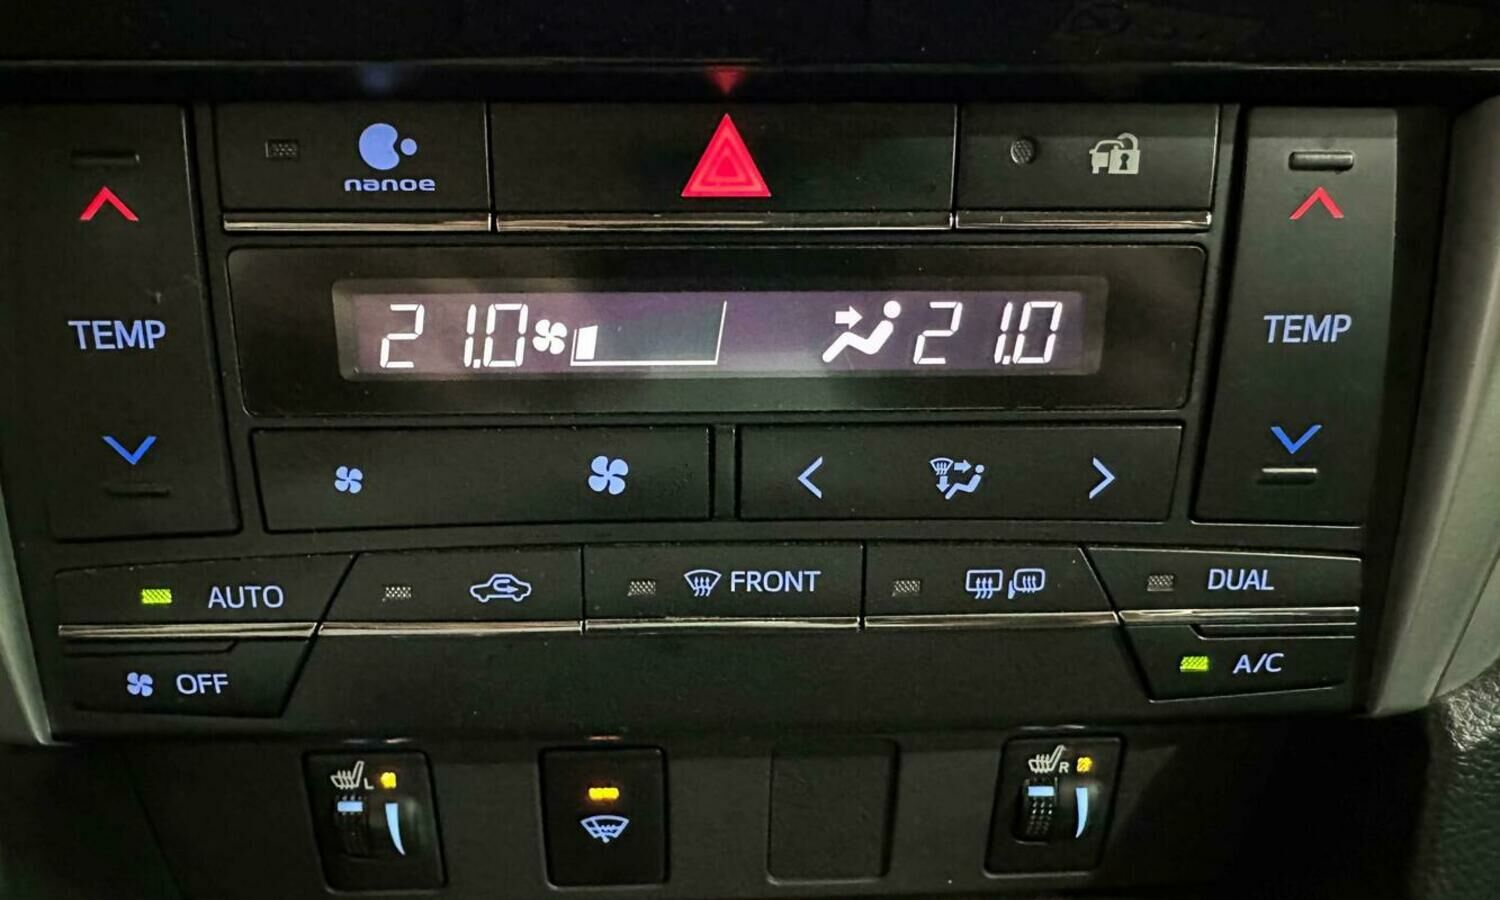 nanoe
TEMP
21.0
21.0
TEMP
AUTO
FRONT
DUAL
OFF
A/C
L
R